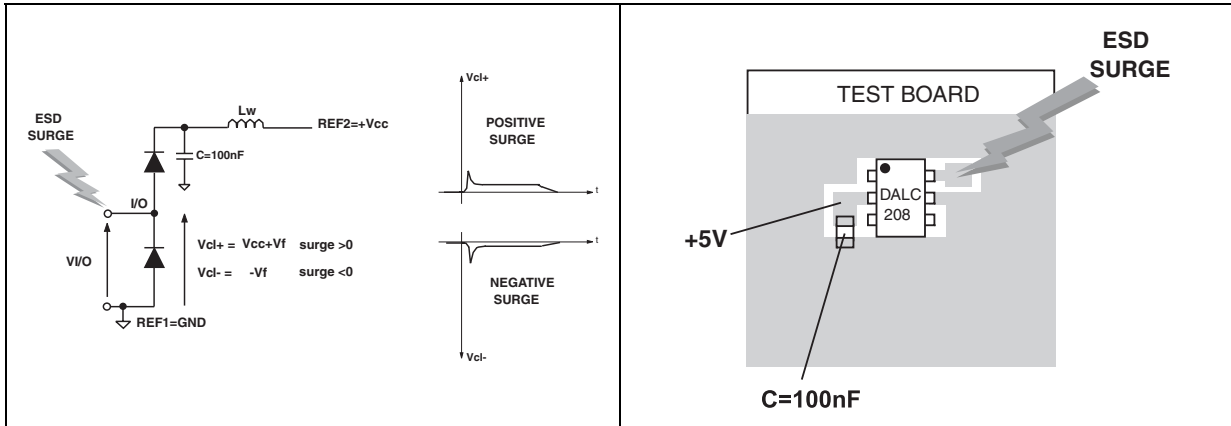 ESD
SURGE
Lw
REF2=+Vcc
C=100nF
I/O
VI/O
Vcl+ = Vcc+Vf surge >0
Vcl- = -Vf surge <0
REF1=GND
Vcl+
POSITIVE
SURGE
t
t
NEGATIVE
SURGE
Vcl-
ESD
SURGE
TEST BOARD
DALC
208
+5V
C=100nF